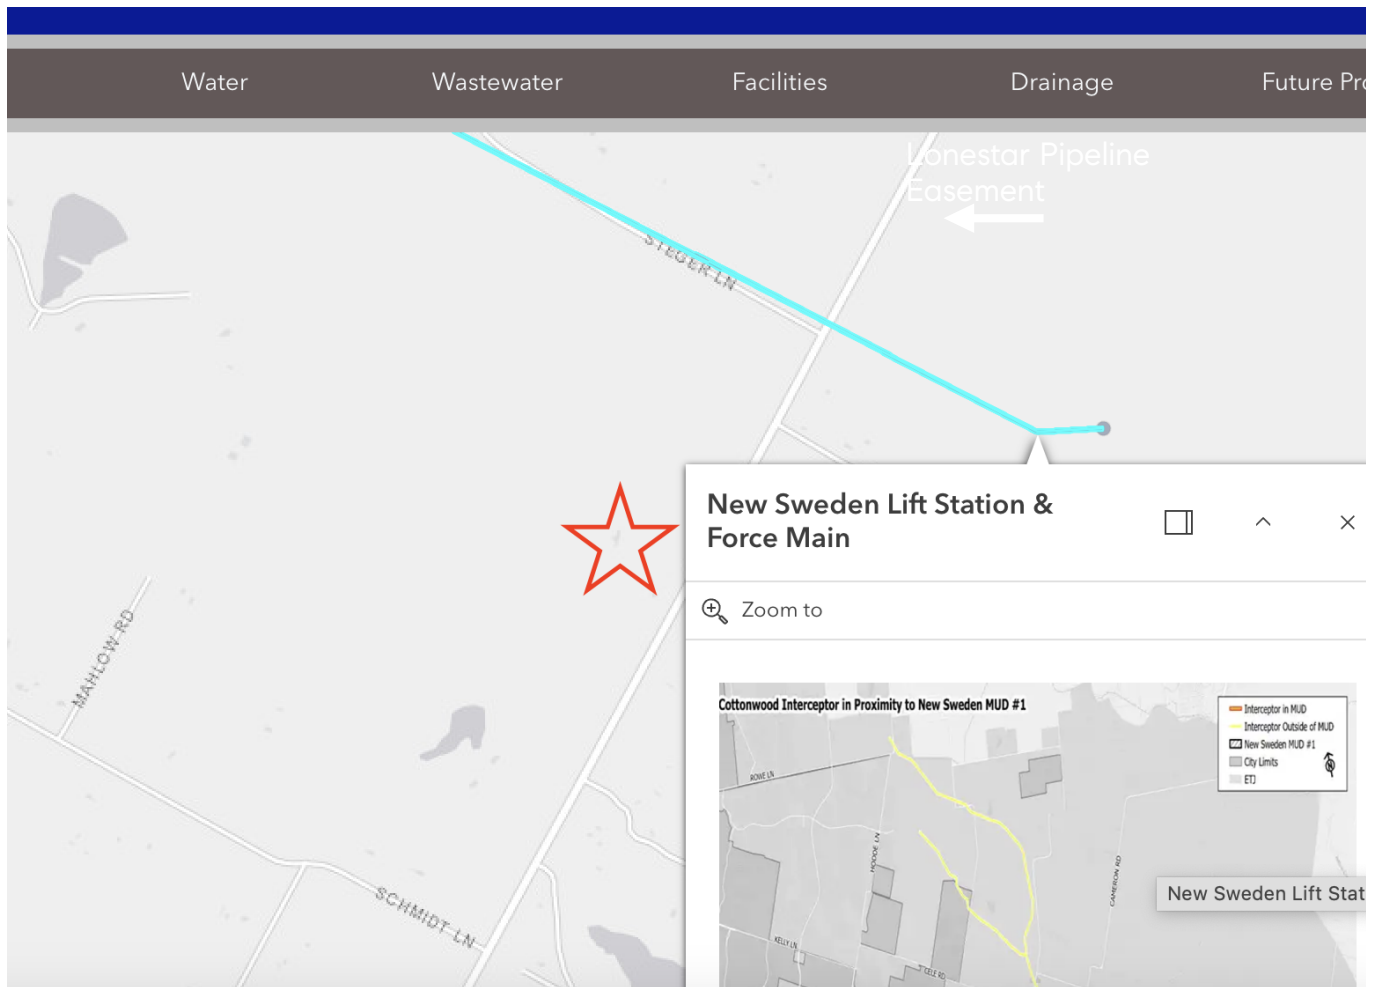 Water Wastewater Facilities Drainage Future Pro
Lonestar Pipeline
Easement
STEGER LN
New Sweden Lift Station &
Force Main
Zoom to
MAHLOW RD
SCHMIDT LN
Cottonwood Interceptor in Proximity to New Sweden MUD #1
Interceptor in MUD
Interceptor Outside of MUD
New Sweden MUD #1
City Limits
ETJ
N
ROWE LN
HODDE LN
CAMERON RD
New Sweden Lift Stat
KELLY LN
CELE RD